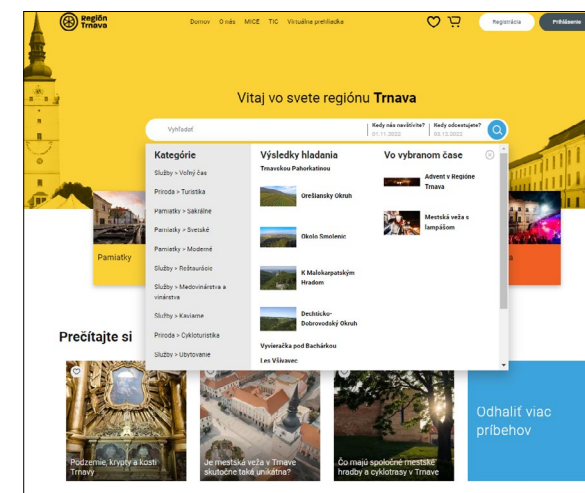 Región
Trnava
Domov O nás MICE TIC Virtuálna prehliadka
Registrácia
Prihlásenie
Vitaj vo svete regiónu Trnava
Vyhľadať
Kedy nás navštívite?
01.11.2022
Kedy odcestujete?
03.12.2022
Kategórie
Služby > Voľný čas
Príroda > Turistika
Pamiatky > Sakrálne
Pamiatky > Svetské
Pamiatky > Moderné
Služby > Reštaurácie
Služby > Medovinárstva a
vinárstva
Služby > Kaviarne
Príroda > Cykloturistika
Služby > Ubytovanie
Výsledky hladania
Trnavskou Pahorkatinou
Orešiansky Okruh
Okolo Smoleníc
K Malokarpatským
Hradom
Dechticko-
Dobrovodský Okruh
Vyvieračka pod Bachárkou
Les Všivavec
Vo vybranom čase
Advent v Regióne
Trnava
Mestská veža s
lampášom
Pamiatky
Prečítajte si
Podzemie, krypty a kosti
Trnavy
Je mestská veža v Trnave
skutočne taká unikátna?
Čo majú spoločné mestské
hradby a cyklotrasy v Trnave
Odhaliť viac
príbehov